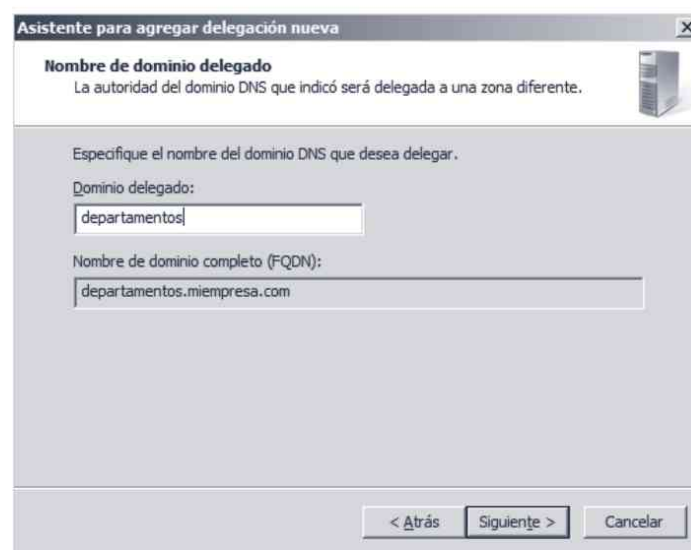 Asistente para agregar delegación nueva
Nombre de dominio delegado
La autoridad del dominio DNS que indicó será delegada a una zona diferente.
Especifique el nombre del dominio DNS que desea delegar.
Dominio delegado:
departamentos
Nombre de dominio completo (FQDN):
departamentos.miempresa.com
< Atrás
Siguiente >
Cancelar